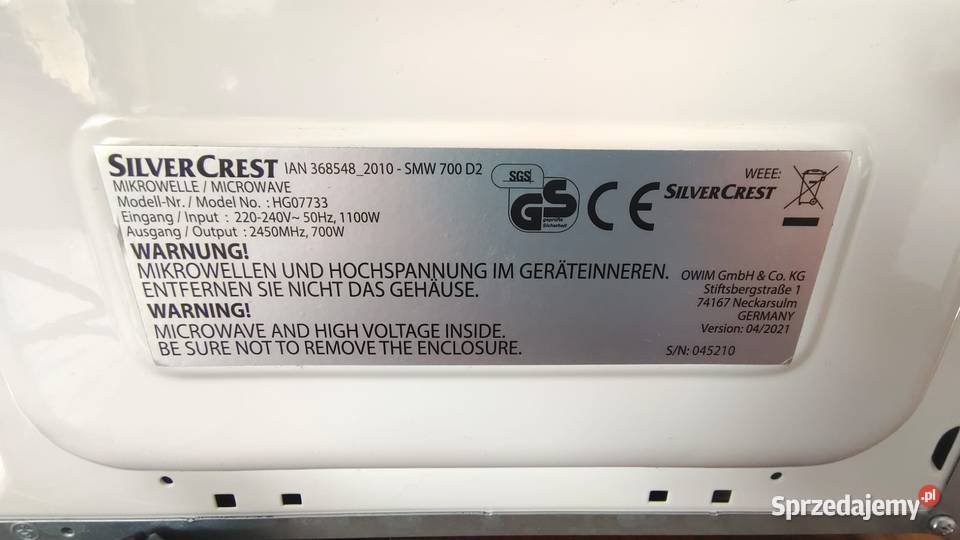 SILVERCREST IAN 368548_2010 - SMW 700 D2
MIKROWELLE / MICROWAVE
Modell-Nr. / Model No. : HG07733
Eingang / Input : 220-240V~ 50Hz, 1100W
Ausgang / Output : 2450MHz, 700W
SGS
GS
geprüfte
Sicherheit
CE
WEEE:
SILVERCREST
WARNUNG!
MIKROWELLEN UND HOCHSPANNUNG IM GERÄTEINNEREN.
ENTFERNEN SIE NICHT DAS GEHÄUSE.
WARNING!
MICROWAVE AND HIGH VOLTAGE INSIDE.
BE SURE NOT TO REMOVE THE ENCLOSURE.
OWIM GmbH & Co. KG
Stiftsbergstraße 1
74167 Neckarsulm
GERMANY
Version: 04/2021
S/N: 045210
Sprzedajemy.pl